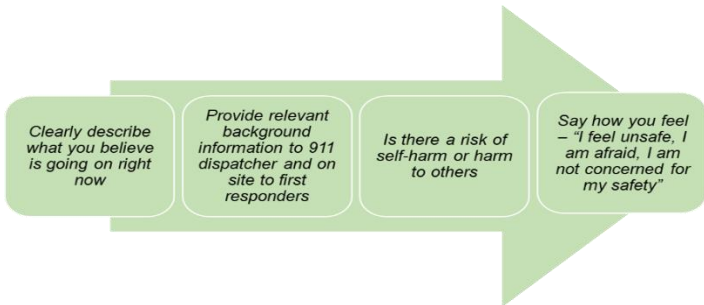 Clearly describe
what you believe
is going on right
now
Provide relevant
background
information to 911
dispatcher and on
site to first
responders
Is there a risk of
self-harm or harm
to others
Say how you feel
– “I feel unsafe, I
am afraid, I am
not concerned for
my safety”